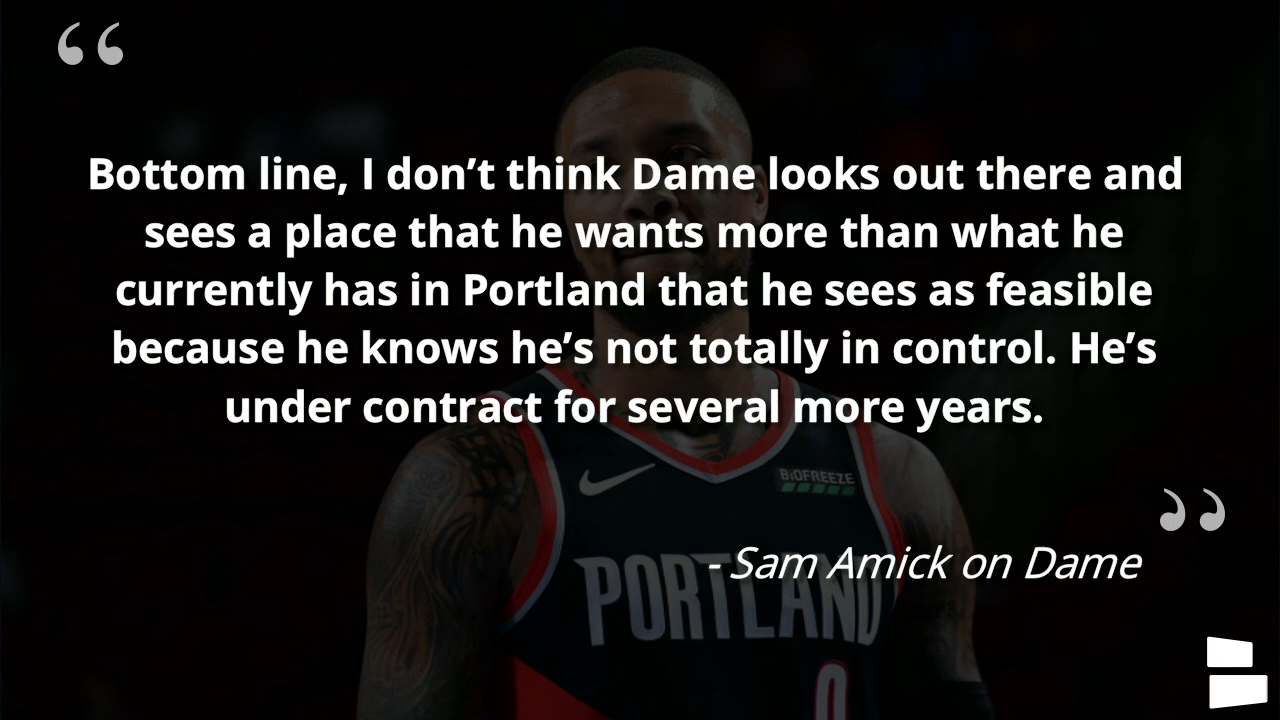 “
Bottom line, I don’t think Dame looks out there and
sees a place that he wants more than what he
currently has in Portland that he sees as feasible
because he knows he’s not totally in control. He’s
under contract for several more years.
”
- Sam Amick on Dame
BIOFREEZE
PORTLAND
0